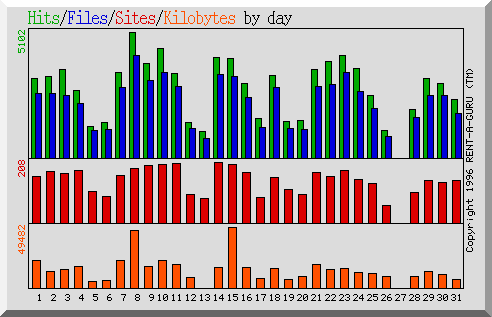 Hits/Files/Sites/Kilobytes by day
5102
208
49482
Copyright 1996 RENT-A-GURU (TM)
1 2 3 4 5 6 7 8 9 10 11 12 13 14 15 16 17 18 19 20 21 22 23 24 25 26 27 28 29 30 31